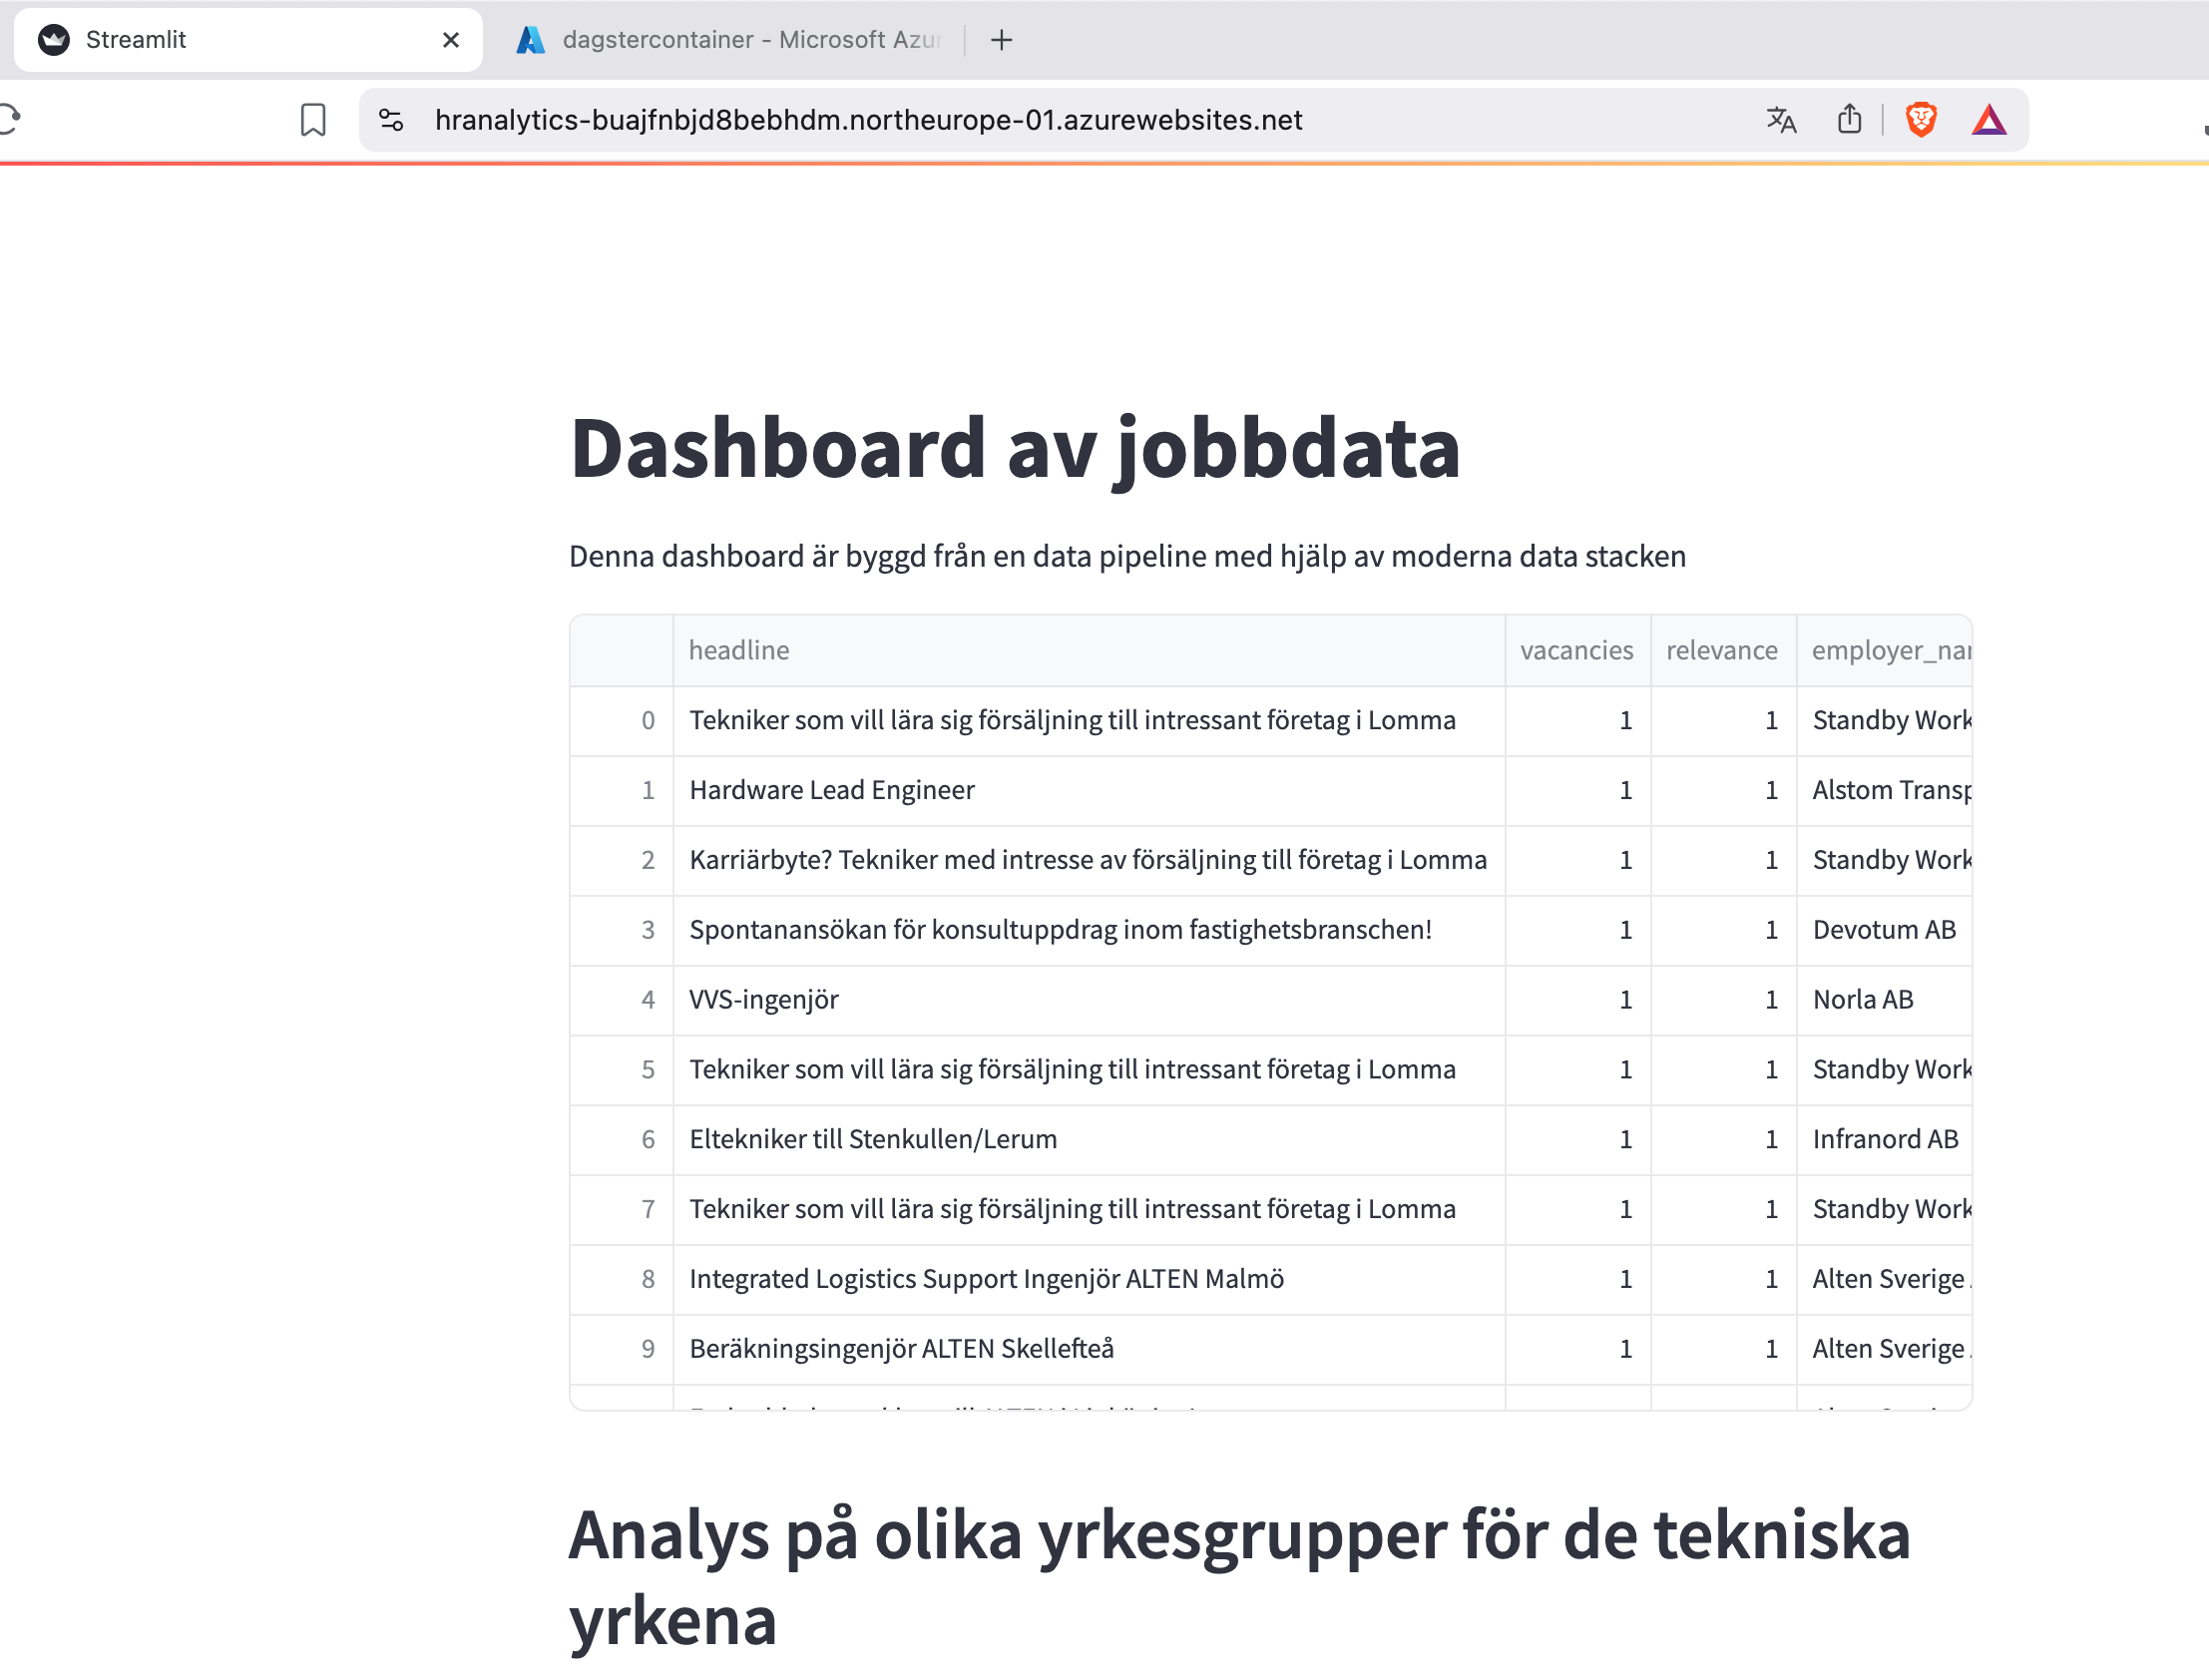 Streamlit
dagstercontainer - Microsoft Azur
hranalytics-buajfnbjd8bebhdm.northeurope-01.azurewebsites.net
Dashboard av jobbdata
Denna dashboard är byggd från en data pipeline med hjälp av moderna data stacken
headline vacancies relevance employer_nar
0 Tekniker som vill lära sig försäljning till intressant företag i Lomma 1 1 Standby Work
1 Hardware Lead Engineer 1 1 Alstom Transp
2 Karriärbyte? Tekniker med intresse av försäljning till företag i Lomma 1 1 Standby Work
3 Spontanansökan för konsultuppdrag inom fastighetsbranschen! 1 1 Devotum AB
4 VVS-ingenjör 1 1 Norla AB
5 Tekniker som vill lära sig försäljning till intressant företag i Lomma 1 1 Standby Work
6 Eltekniker till Stenkullen/Lerum 1 1 Infranord AB
7 Tekniker som vill lära sig försäljning till intressant företag i Lomma 1 1 Standby Work
8 Integrated Logistics Support Ingenjör ALTEN Malmö 1 1 Alten Sverige
9 Beräkningsingenjör ALTEN Skellefteå 1 1 Alten Sverige
Analys på olika yrkesgrupper för de tekniska
yrkena